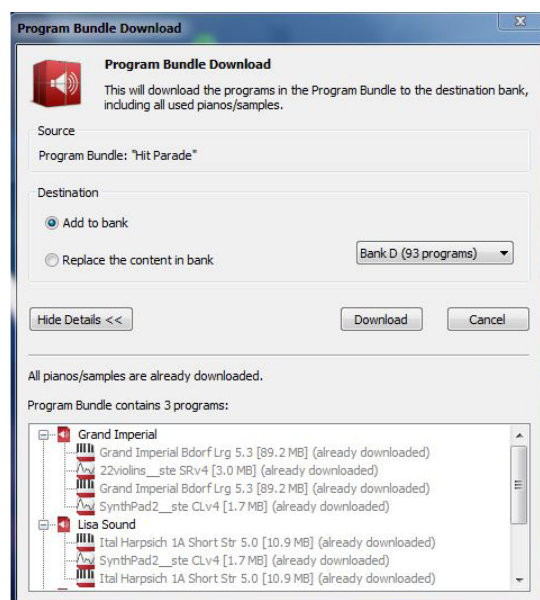 Program Bundle Download
Program Bundle Download
This will download the programs in the Program Bundle to the destination bank,
including all used pianos/samples.
Source
Program Bundle: "Hit Parade"
Destination
Add to bank
Replace the content in bank
Bank D (93 programs)
Hide Details <<
Download
Cancel
All pianos/samples are already downloaded.
Program Bundle contains 3 programs:
Grand Imperial
Grand Imperial Bdorf Lrg 5.3 [89.2 MB] (already downloaded)
22violins__ste SRv4 [3.0 MB] (already downloaded)
Grand Imperial Bdorf Lrg 5.3 [89.2 MB] (already downloaded)
SynthPad2__ste CLv4 [1.7 MB] (already downloaded)
Lisa Sound
Ital Harpsich 1A Short Str 5.0 [10.9 MB] (already downloaded)
SynthPad2__ste CLv4 [1.7 MB] (already downloaded)
Ital Harpsich 1A Short Str 5.0 [10.9 MB] (already downloaded)